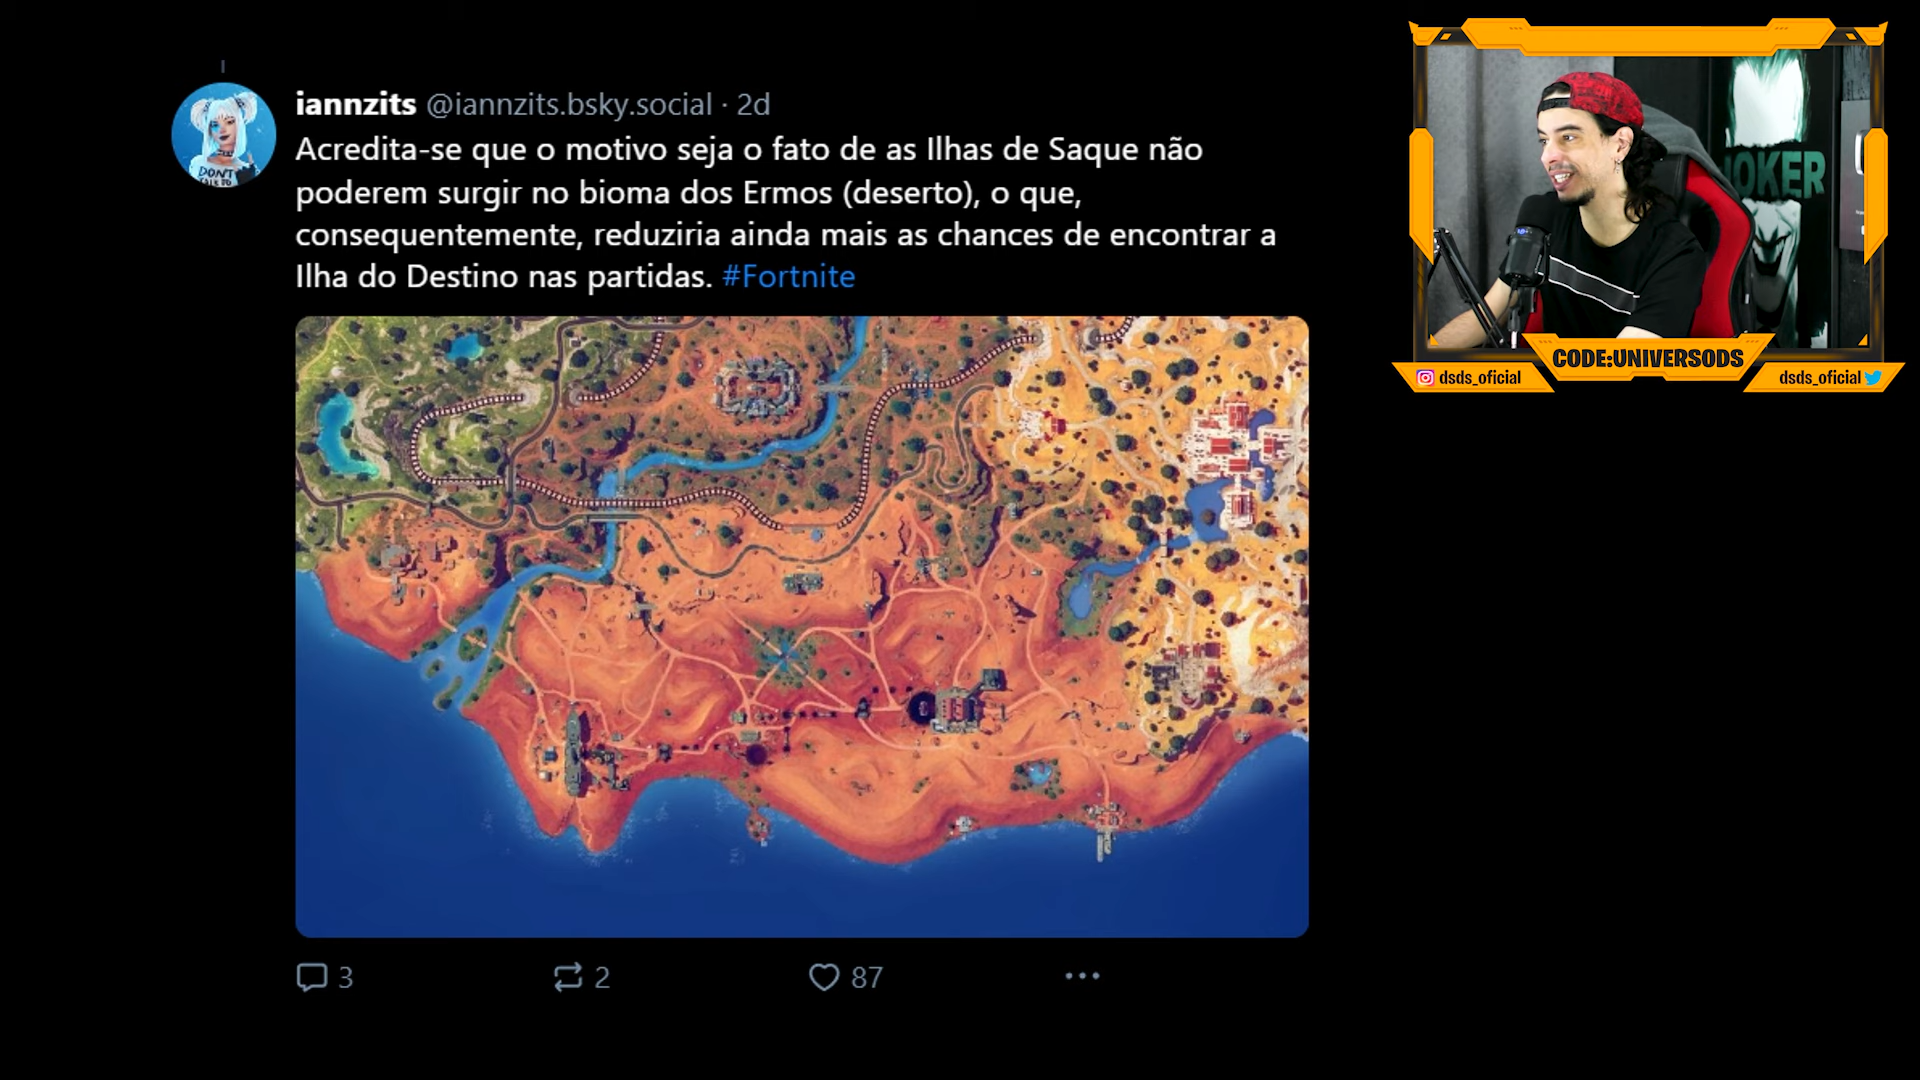 iannzits @iannzits.bsky.social · 2d
Acredita-se que o motivo seja o fato de as Ilhas de Saque não
poderem surgir no bioma dos Ermos (deserto), o que,
consequentemente, reduziria ainda mais as chances de encontrar a
Ilha do Destino nas partidas. #Fortnite
3 2 87
DON'T
JOKER
CODE:UNIVERSODS
dsds_oficial
dsds_oficial